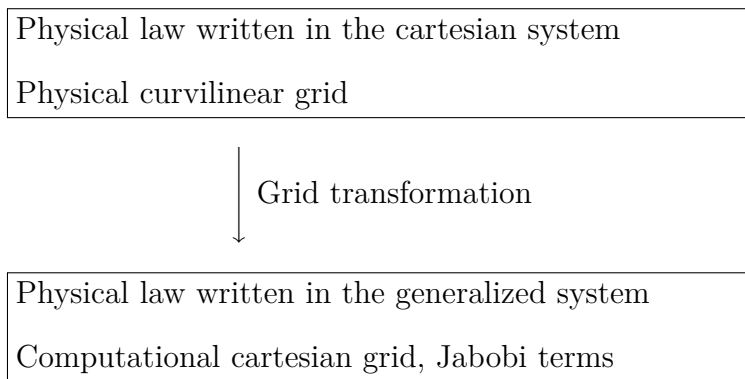 Physical law written in the cartesian system
Physical curvilinear grid
Grid transformation
Physical law written in the generalized system
Computational cartesian grid, Jabobi terms